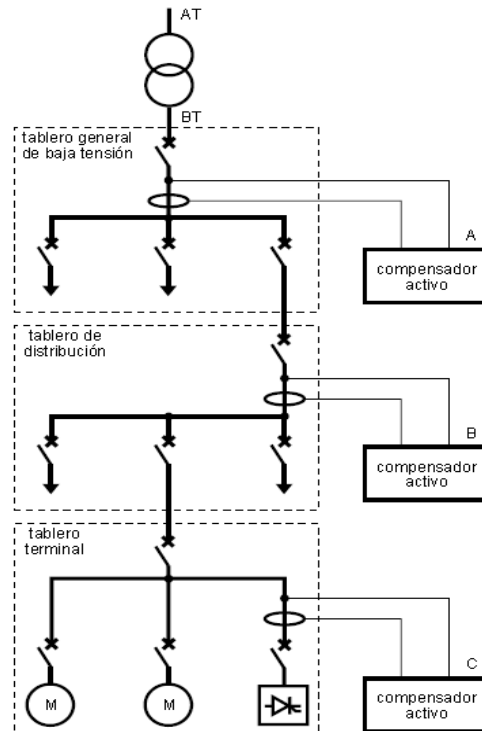 AT
BT
tablero general
de baja tensión
A
compensador
activo
tablero de
distribución
B
compensador
activo
tablero
terminal
C
compensador
activo
M
M